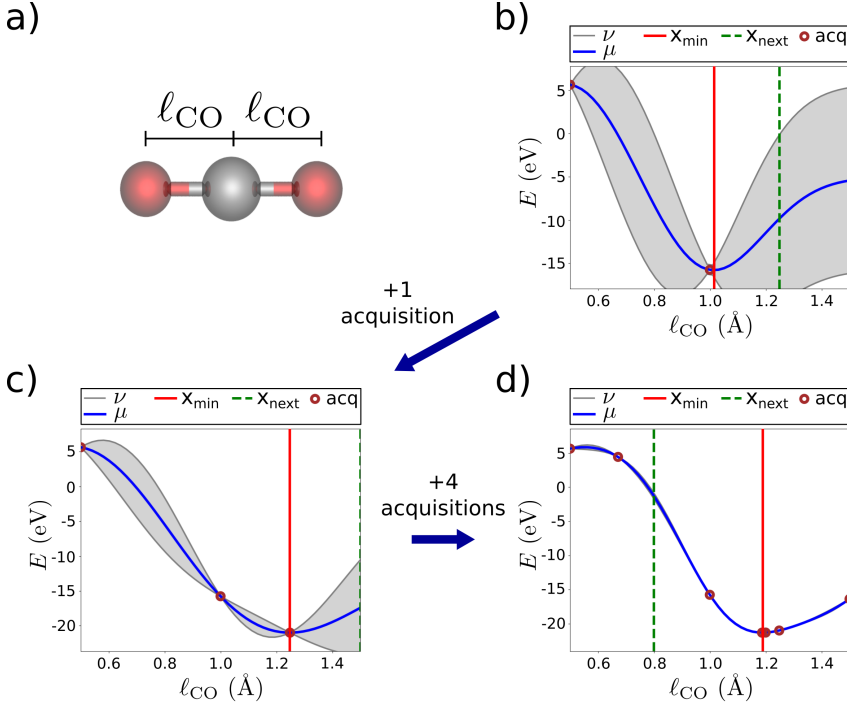 a)
ℓCO ℓCO
b)
ν xmin xnext acq
μ
5
0
-5
-10
-15
E (eV)
0.6 0.8 1.0 1.2 1.4
ℓCO (Å)
+1
acquisition
c)
ν xmin xnext acq
μ
5
0
-5
-10
-15
-20
E (eV)
0.6 0.8 1.0 1.2 1.4
ℓCO (Å)
+4
acquisitions
d)
ν xmin xnext acq
μ
5
0
-5
-10
-15
-20
E (eV)
0.6 0.8 1.0 1.2 1.4
ℓCO (Å)